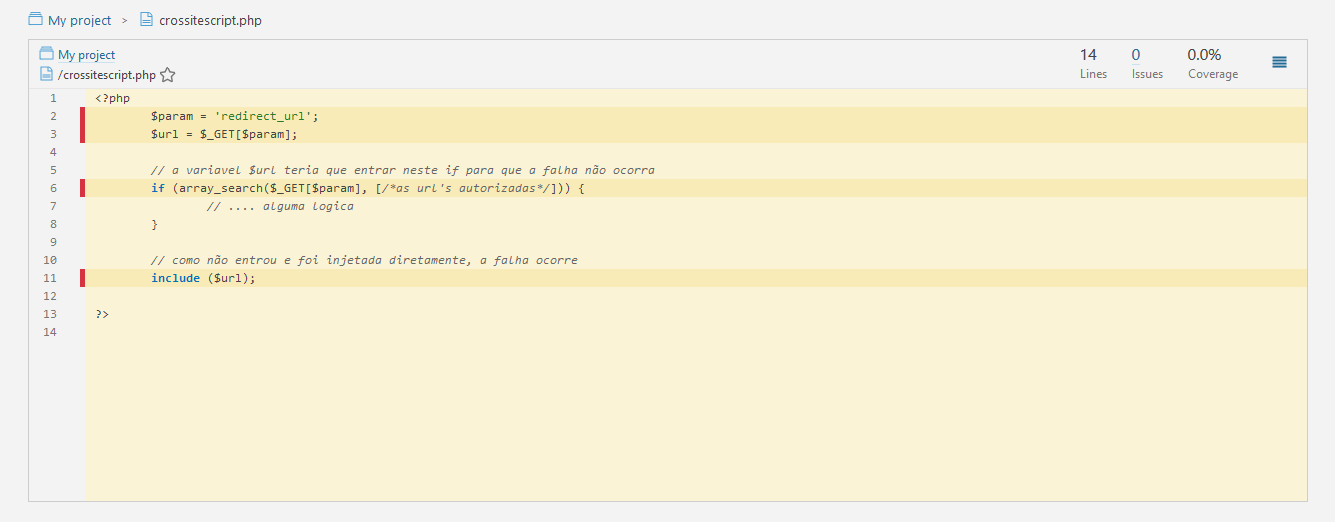 My project > crossitescript.php
My project
/crossitescript.php
14 0 0.0%
Lines Issues Coverage
1 <?php
2 $param = 'redirect_url';
3 $url = $_GET[$param];
4
5 // a variavel $url teria que entrar neste if para que a falha não ocorra
6 if (array_search($_GET[$param], [/*as url's autorizadas*/])) {
7 // .... alguma logica
8 }
9
10 // como não entrou e foi injetada diretamente, a falha ocorre
11 include ($url);
12
13 ?>
14